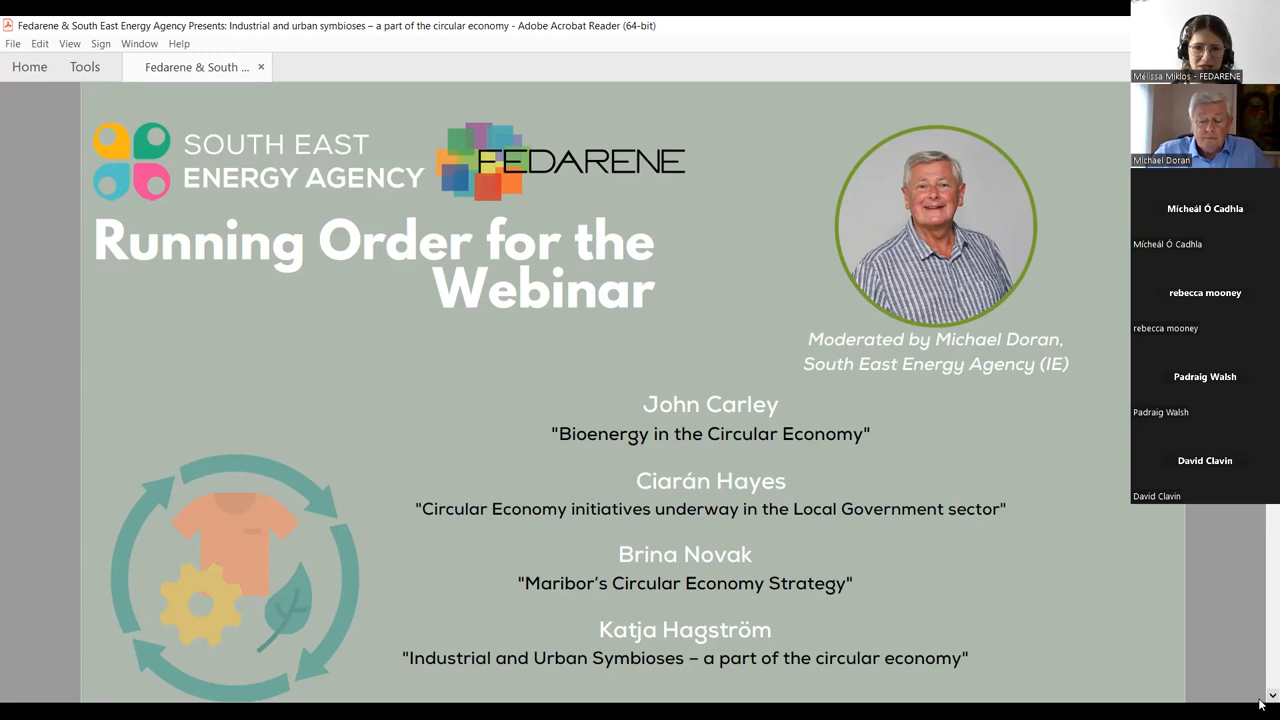 Fedarene & South East Energy Agency Presents: Industrial and urban symbioses – a part of the circular economy - Adobe Acrobat Reader (64-bit)
File Edit View Sign Window Help
Home Tools Fedarene & South ... ×
SOUTH EAST
ENERGY AGENCY
FEDARENE
Running Order for the
Webinar
Moderated by Michael Doran,
South East Energy Agency (IE)
John Carley
"Bioenergy in the Circular Economy"
Ciarán Hayes
"Circular Economy initiatives underway in the Local Government sector"
Brina Novak
"Maribor’s Circular Economy Strategy"
Katja Hagström
"Industrial and Urban Symbioses – a part of the circular economy"
Mélissa Miklos - FEDARENE
Michael Doran
Mícheál Ó Cadhla
Mícheál Ó Cadhla
rebecca mooney
rebecca mooney
Padraig Walsh
Padraig Walsh
David Clavin
David Clavin